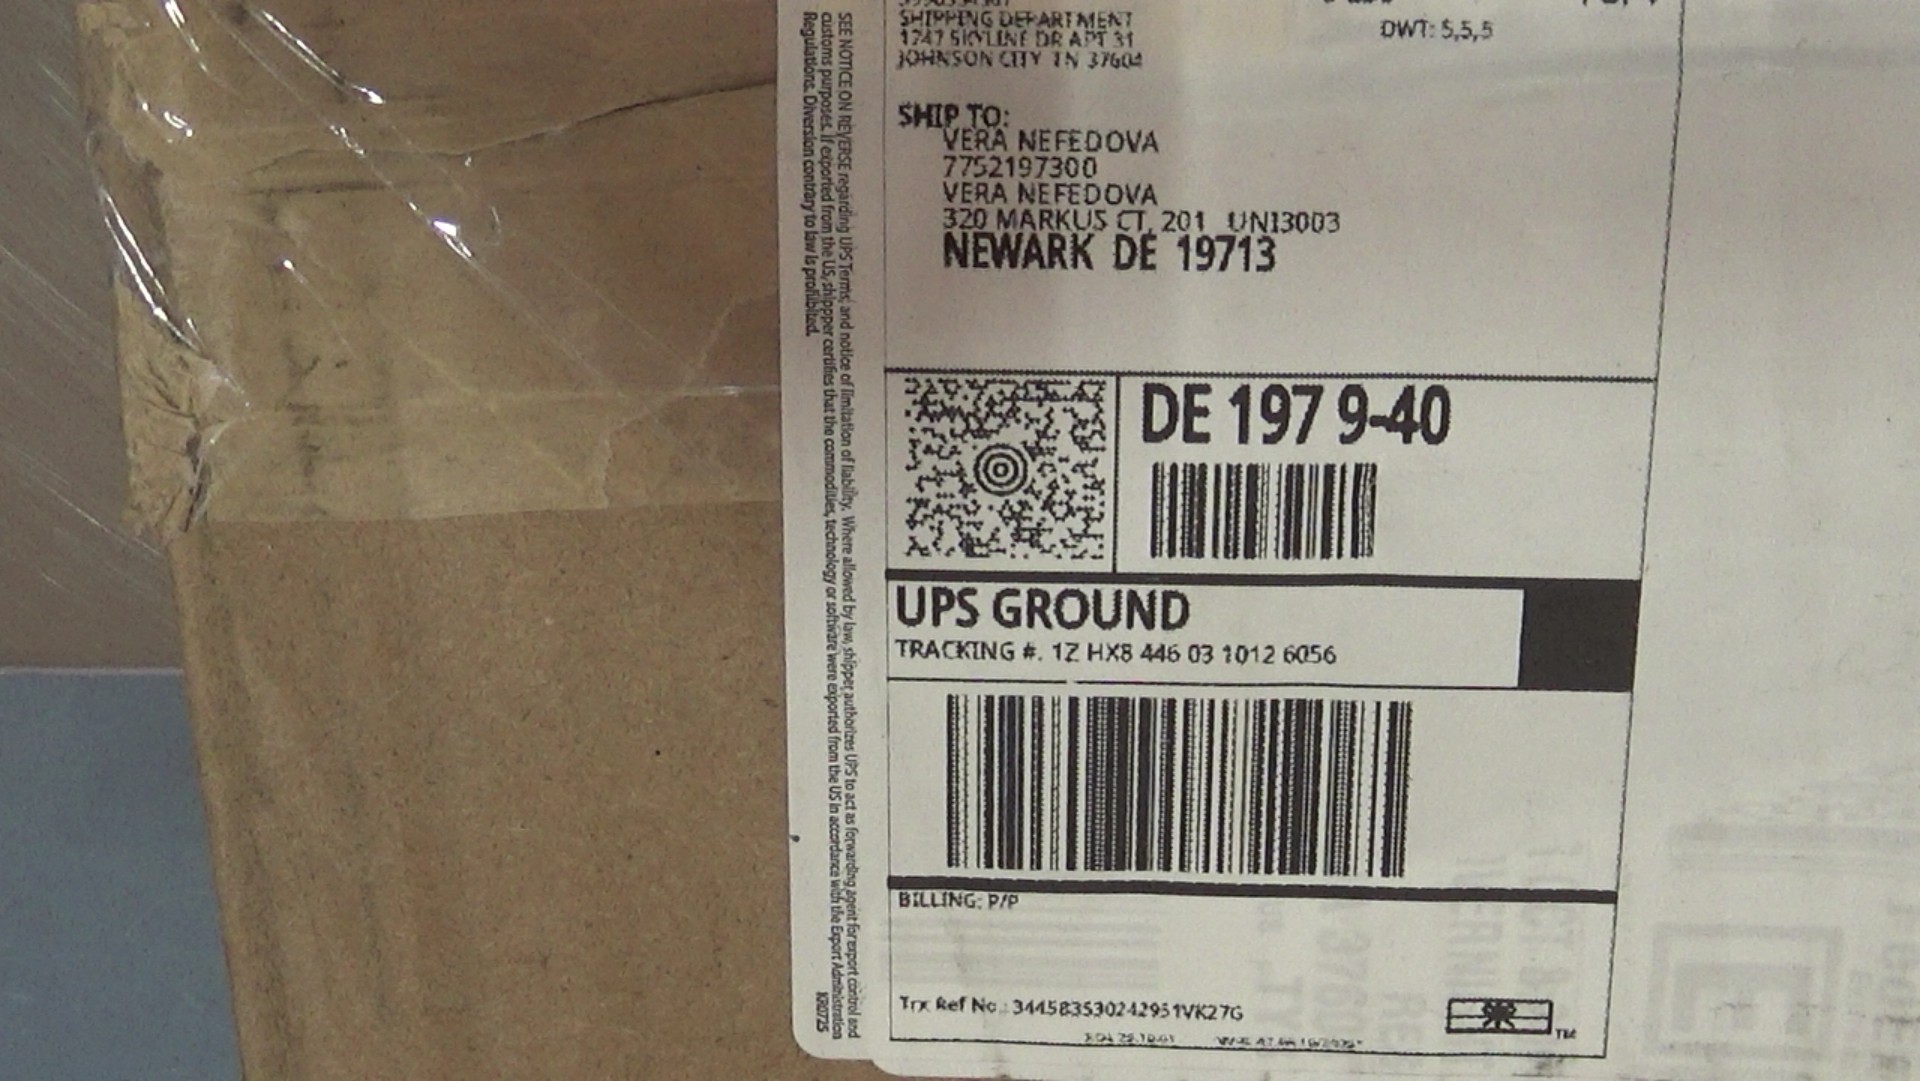 SHIPPING DEPARTMENT
1747 SKYLINE DR APT 31
JOHNSON CITY TN 37604
DWT: 5,5,5
SHIP TO:
VERA NEFEDOVA
7752197300
VERA NEFEDOVA
320 MARKUS CT, 201 UNI3003
NEWARK DE 19713
DE 197 9-40
UPS GROUND
TRACKING #. 1Z HX8 446 03 1012 6056
BILLING: P/P
Trx Ref No.: 344583530242951VK27G
TM
SEE NOTICE ON REVERSE regarding UPS Terms, and notice of limitation of liability. Where allowed by law, shipper authorizes UPS to act as forwarding agent for export control and
customs purposes. If exported from the US, shippper certifies that the commodities, technology or software were exported from the US in accordance with the Export Administration
Regulations. Diversion contrary to law is prohibited.